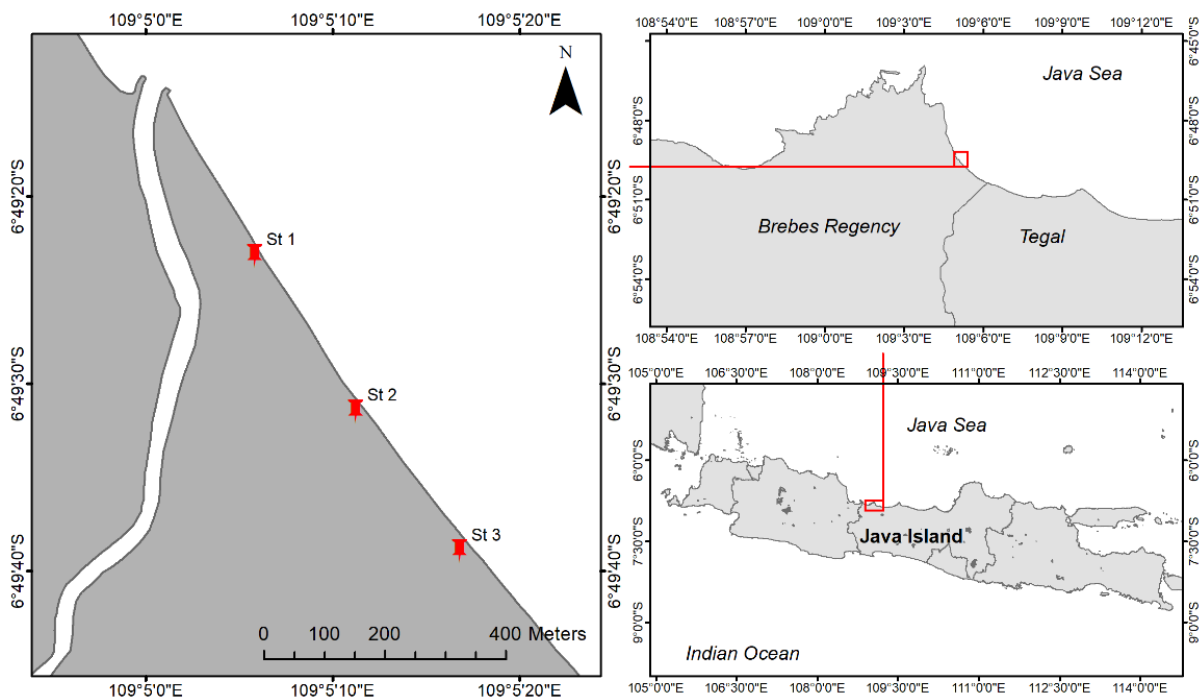 109°5'0"E 109°5'10"E 109°5'20"E
N
6°49'20"S 6°49'20"S
St 1
6°49'30"S 6°49'30"S
St 2
St 3
6°49'40"S 6°49'40"S
0 100 200 400 Meters
109°5'0"E 109°5'10"E 109°5'20"E
108°54'0"E 108°57'0"E 109°0'0"E 109°3'0"E 109°6'0"E 109°9'0"E 109°12'0"E
6°45'0"S
Java Sea
6°48'0"S 6°48'0"S
6°51'0"S 6°51'0"S
Brebes Regency
Tegal
6°54'0"S 6°54'0"S
108°54'0"E 108°57'0"E 109°0'0"E 109°3'0"E 109°6'0"E 109°9'0"E 109°12'0"E
105°0'0"E 106°30'0"E 108°0'0"E 109°30'0"E 111°0'0"E 112°30'0"E 114°0'0"E
Java Sea
6°0'0"S 6°0'0"S
Java Island
7°30'0"S 7°30'0"S
9°0'0"S 9°0'0"S
Indian Ocean
105°0'0"E 106°30'0"E 108°0'0"E 109°30'0"E 111°0'0"E 112°30'0"E 114°0'0"E